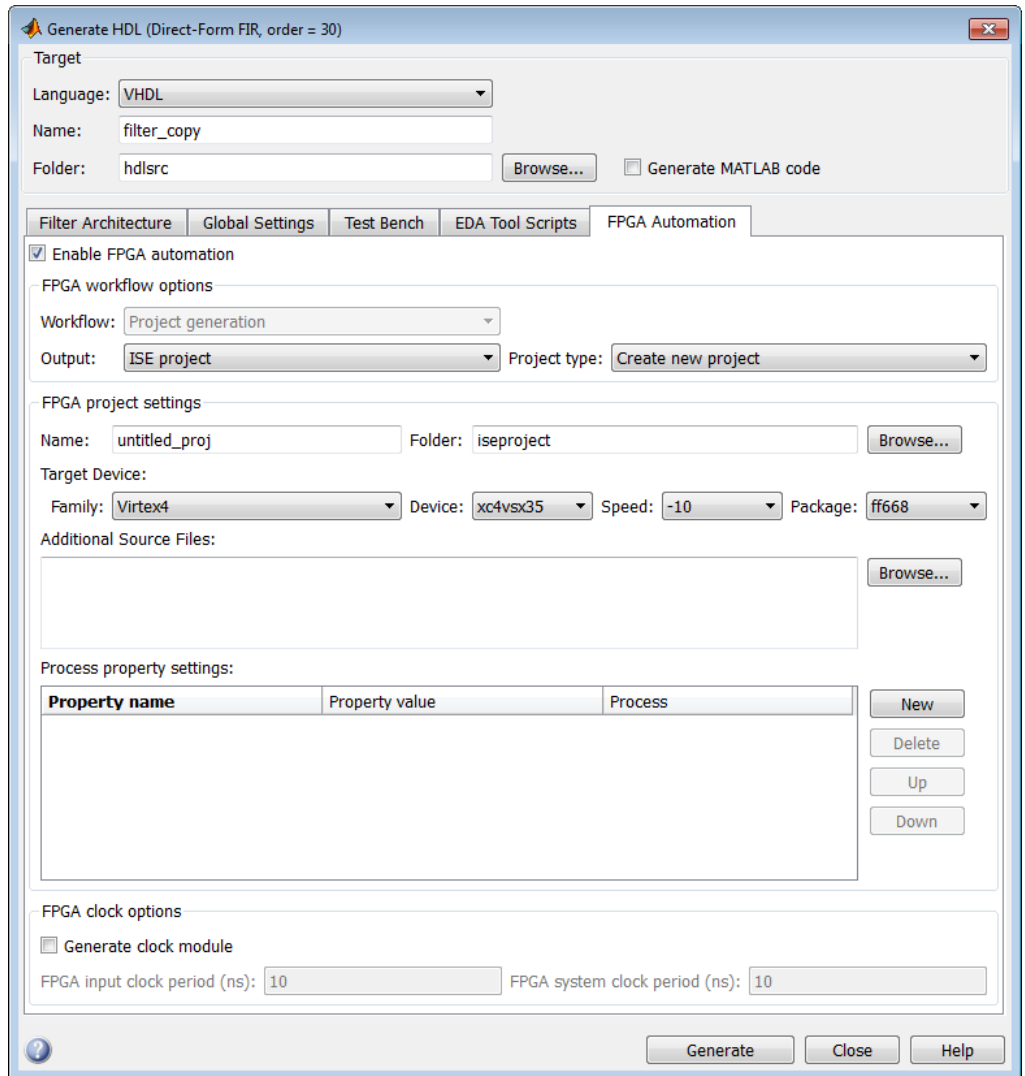 Generate HDL (Direct-Form FIR, order = 30)
Target
Language: VHDL
Name: filter_copy
Folder: hdlsrc Browse... Generate MATLAB code
Filter Architecture Global Settings Test Bench EDA Tool Scripts FPGA Automation
Enable FPGA automation
FPGA workflow options
Workflow: Project generation
Output: ISE project Project type: Create new project
FPGA project settings
Name: untitled_proj Folder: iseproject Browse...
Target Device:
Family: Virtex4 Device: xc4vsx35 Speed: -10 Package: ff668
Additional Source Files:
Browse...
Process property settings:
Property name Property value Process
New
Delete
Up
Down
FPGA clock options
Generate clock module
FPGA input clock period (ns): 10 FPGA system clock period (ns): 10
? Generate Close Help